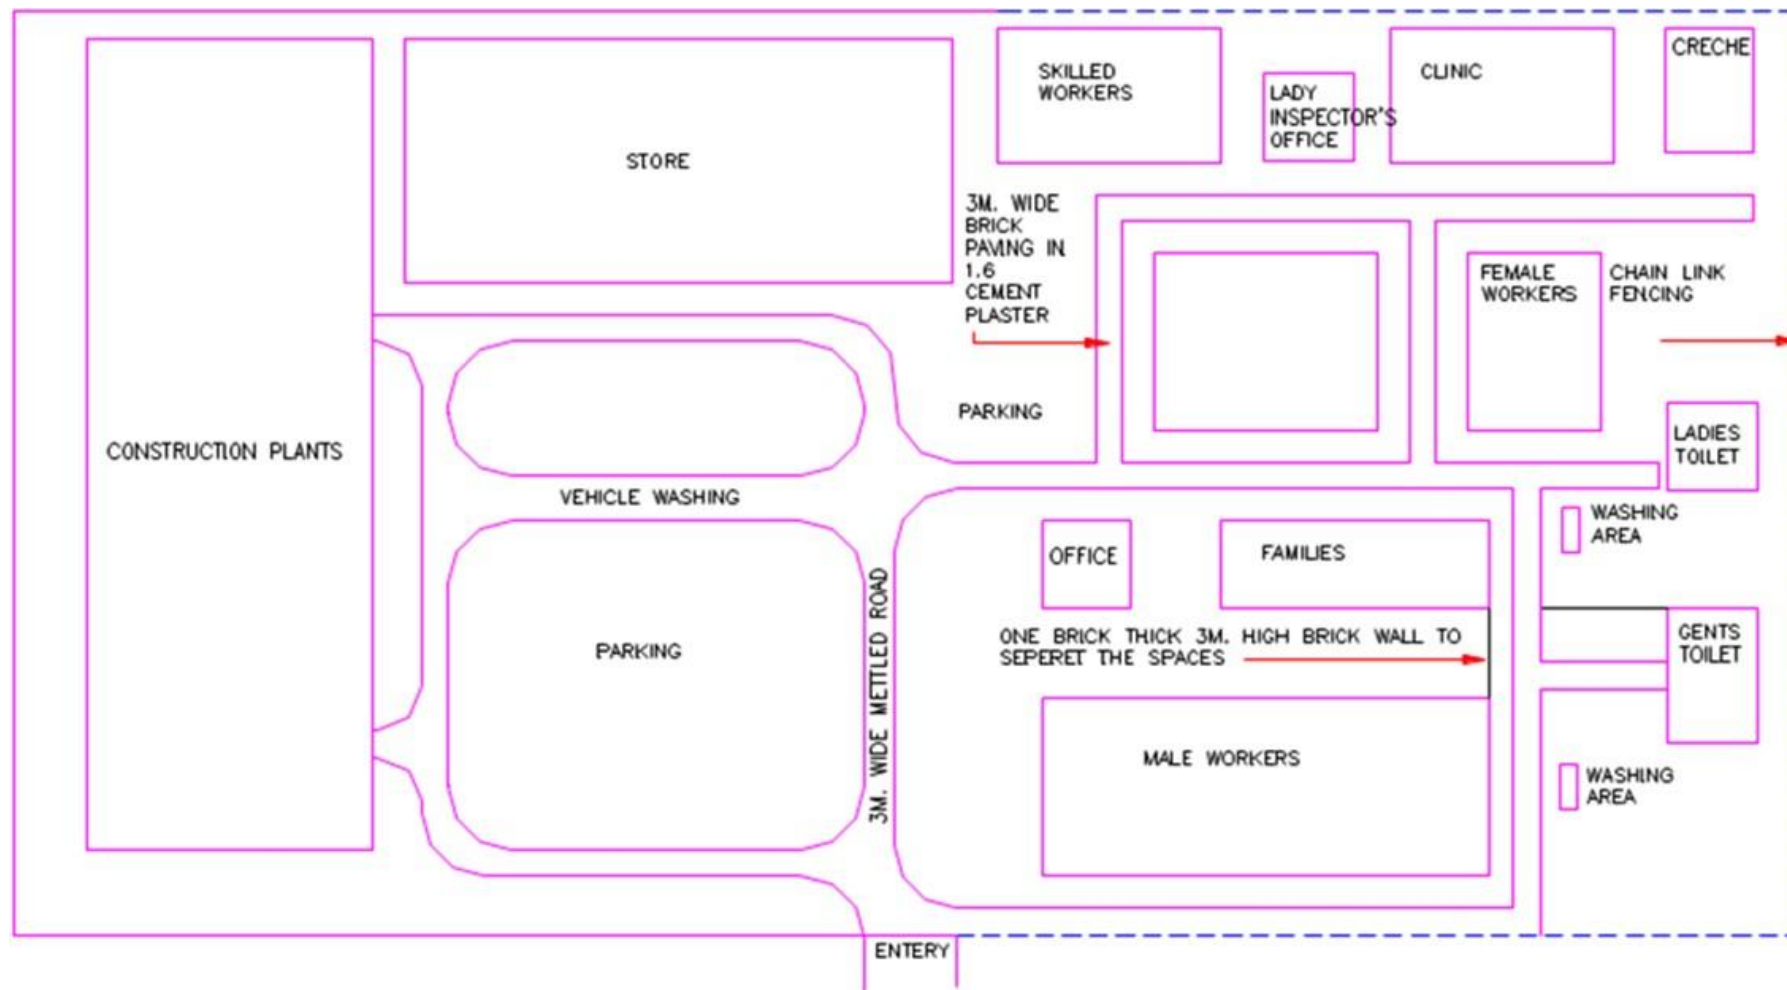 SKILLED
WORKERS
LADY
INSPECTOR'S
OFFICE
CLINIC
CRECHE
STORE
3M. WIDE
BRICK
PAVING IN
1.6
CEMENT
PLASTER
FEMALE
WORKERS
CHAIN LINK
FENCING
PARKING
CONSTRUCTION PLANTS
LADIES
TOILET
VEHICLE WASHING
WASHING
AREA
OFFICE
FAMILIES
ONE BRICK THICK 3M. HIGH BRICK WALL TO
SEPERET THE SPACES
GENTS
TOILET
PARKING
3M. WIDE METTLED ROAD
MALE WORKERS
WASHING
AREA
ENTERY